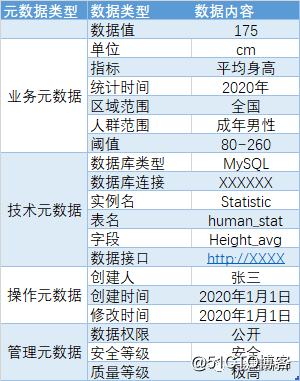 元数据类型 数据类型 数据内容
数据值 175
业务元数据 单位 cm
指标 平均身高
统计时间 2020年
区域范围 全国
人群范围 成年男性
阈值 80-260
技术元数据 数据库类型 MySQL
数据库连接 XXXXXX
实例名 Statistic
表名 human_stat
字段 Height_avg
数据接口 http://XXXX
操作元数据 创建人 张三
创建时间 2020年1月1日
修改时间 2020年1月1日
管理元数据 数据权限 公开
安全等级 安全
质量等级 极高
@51CTO博客